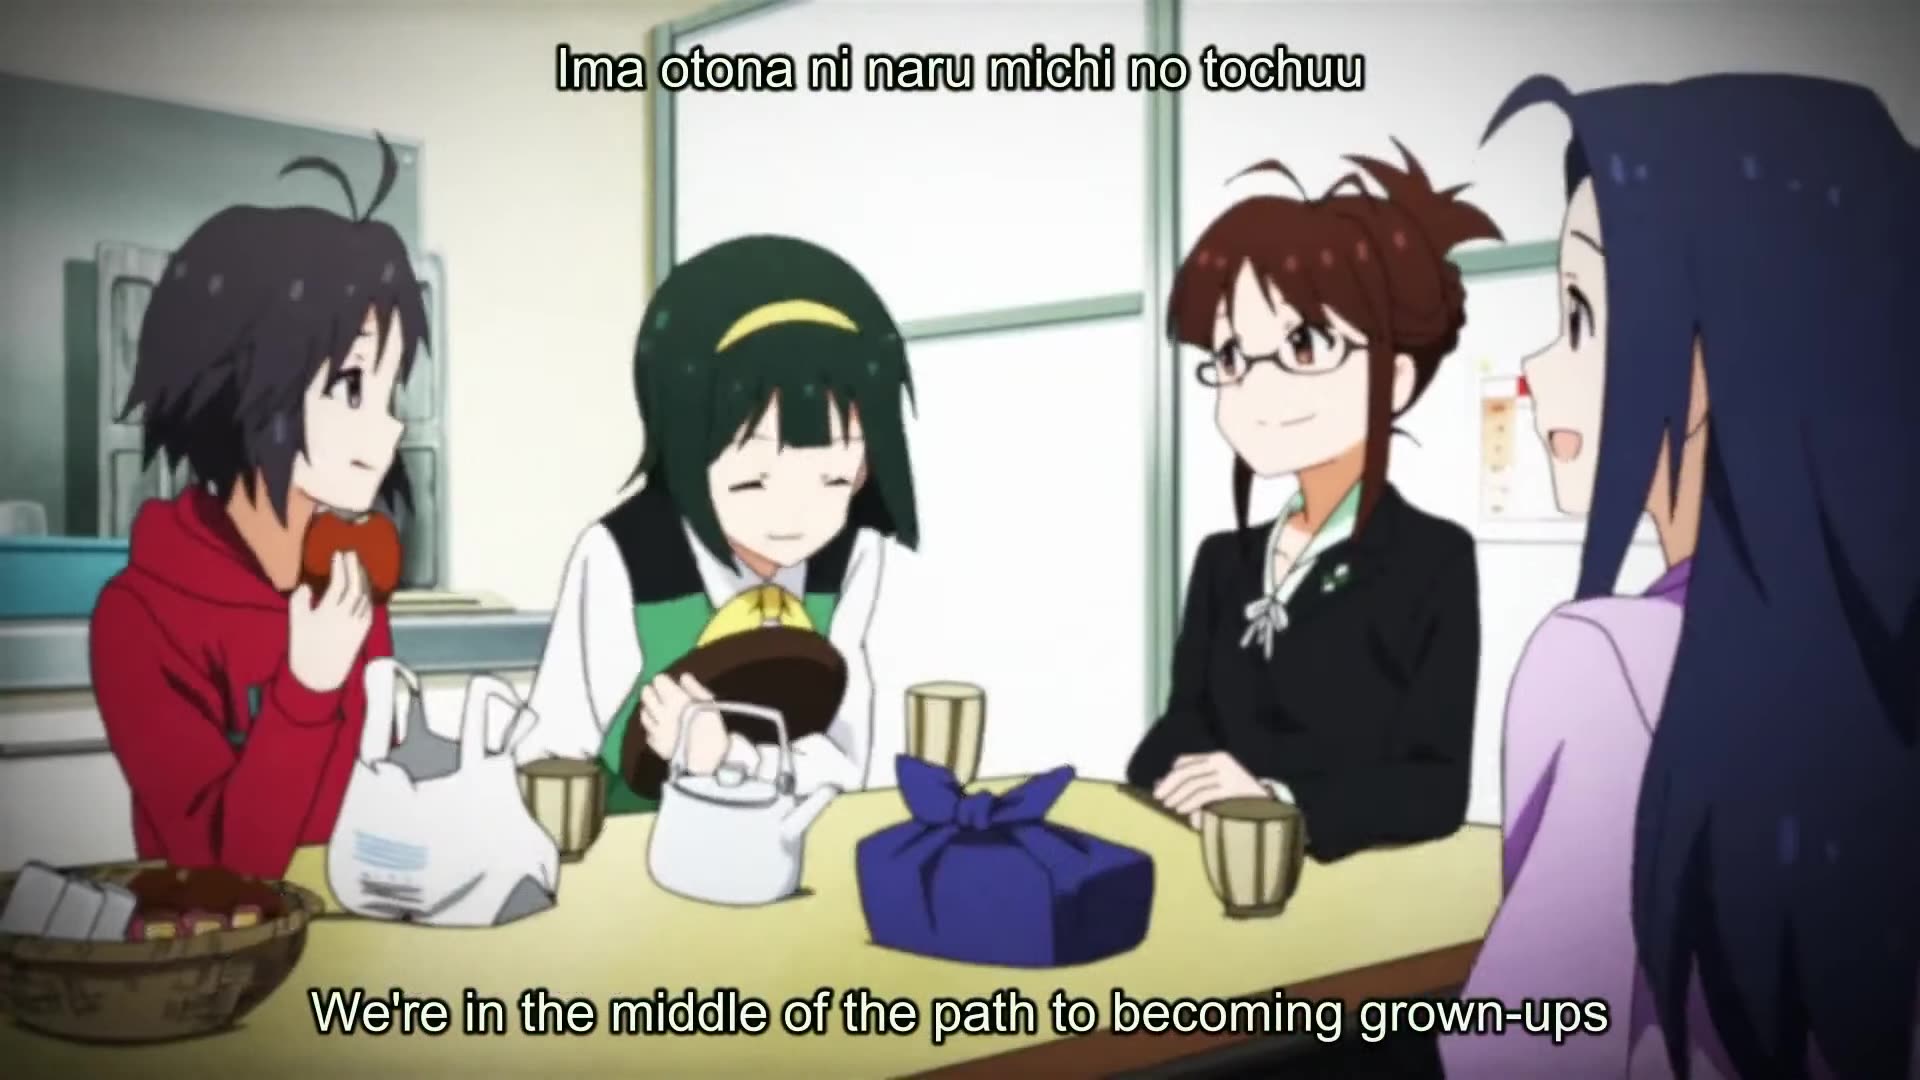 Ima otona ni naru michi no tochuu
We're in the middle of the path to becoming grown-ups